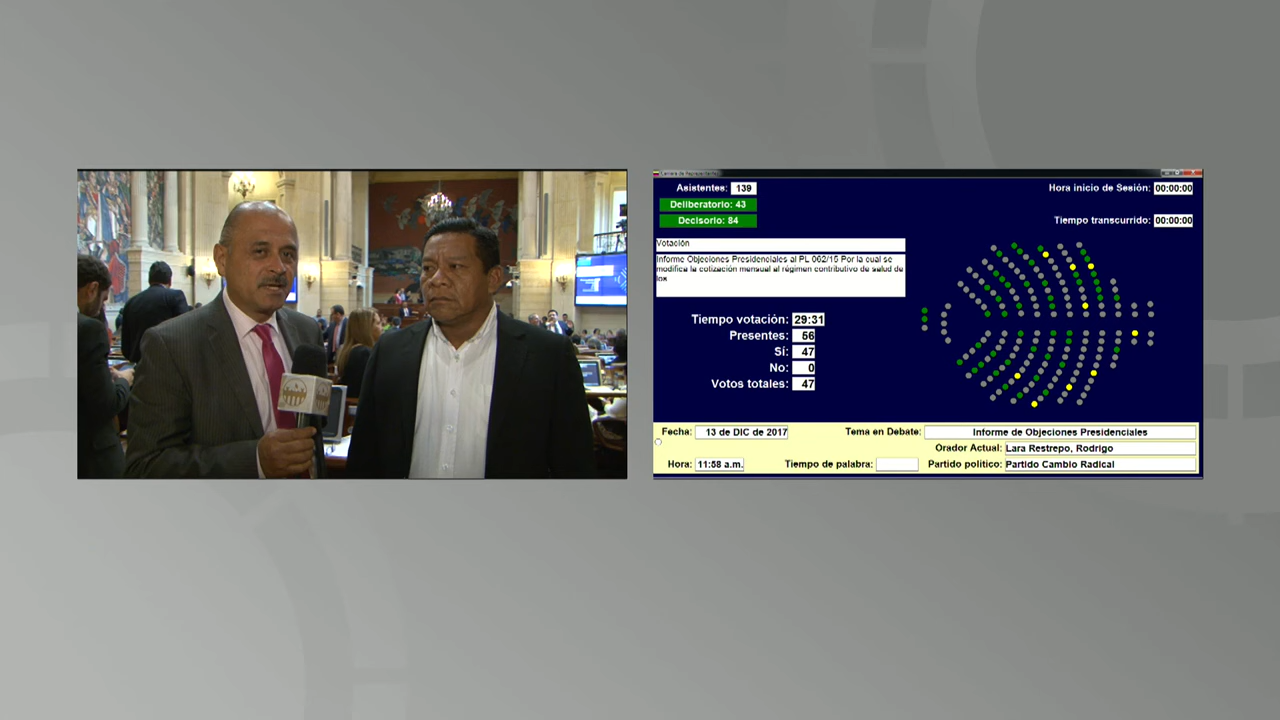 Cámara de Representantes
Asistentes: 139
Deliberatorio: 43
Decisorio: 84
Hora inicio de Sesión: 00:00:00
Tiempo transcurrido: 00:00:00
Votación
Informe Objeciones Presidenciales al PL 062/15 Por la cual se
modifica la cotización mensual al régimen contributivo de salud de
los
Tiempo votación: 29:31
Presentes: 56
Si: 47
No: 0
Votos totales: 47
Fecha: 13 de DIC de 2017
Tema en Debate: Informe de Objeciones Presidenciales
Orador Actual: Lara Restrepo, Rodrigo
Hora: 11:58 a.m.
Tiempo de palabra:
Partido político: Partido Cambio Radical